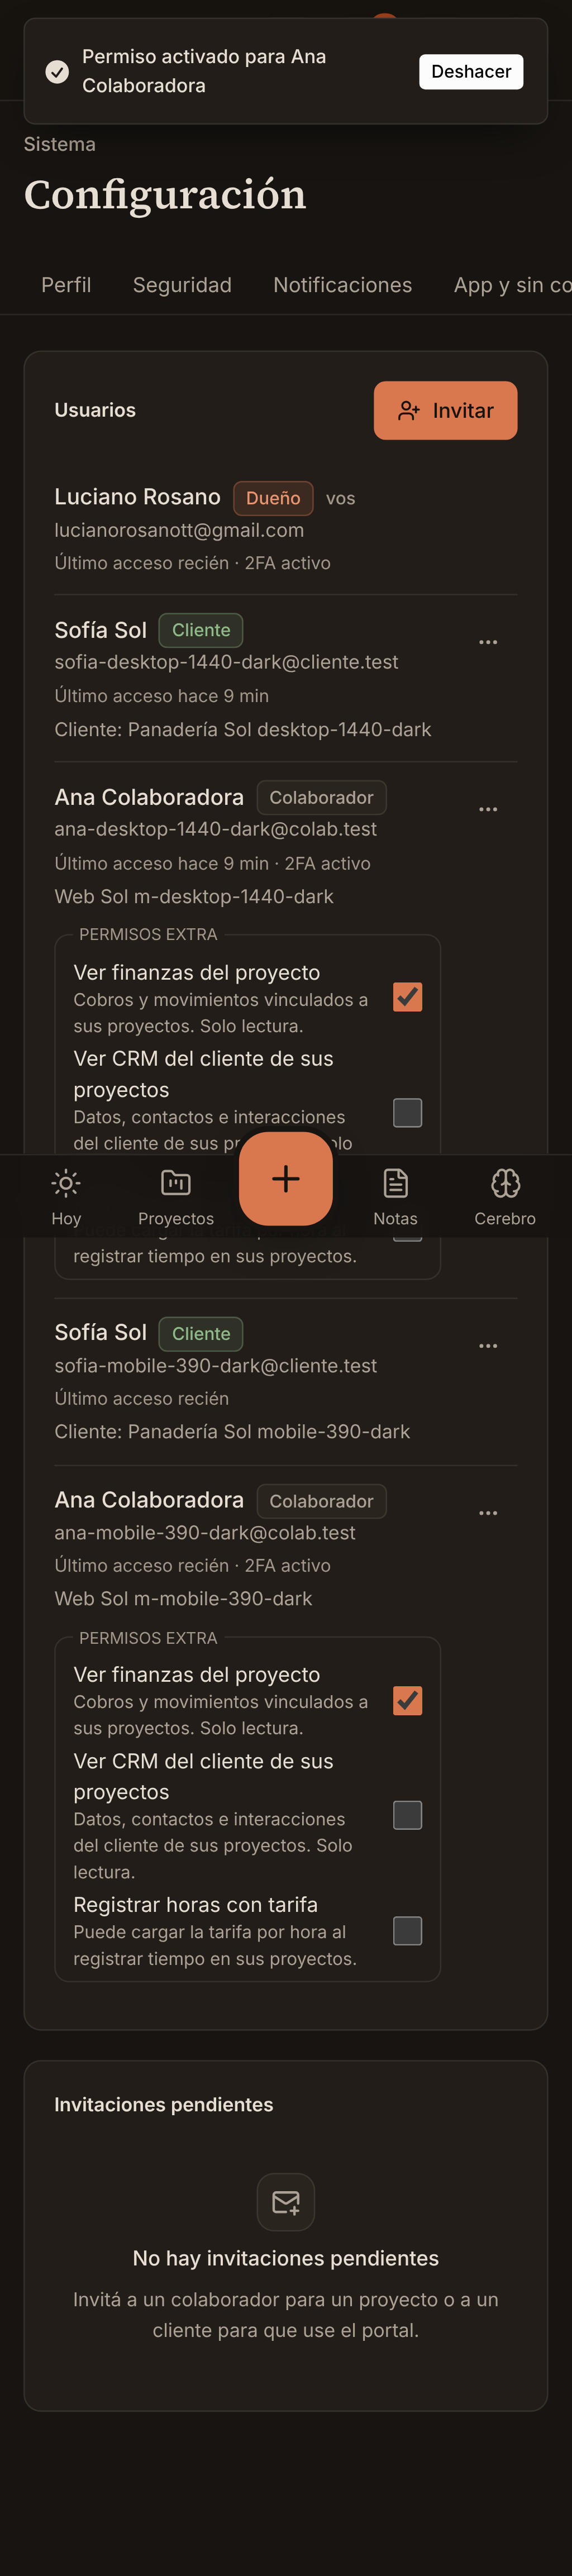 Permiso activado para Ana
Colaboradora
Deshacer
Sistema
Configuración
Perfil Seguridad Notificaciones App y sin co
Usuarios
Invitar
Luciano Rosano Dueño vos
lucianorosanott@gmail.com
Último acceso recién · 2FA activo
Sofía Sol Cliente
sofia-desktop-1440-dark@cliente.test
Último acceso hace 9 min
Cliente: Panadería Sol desktop-1440-dark
Ana Colaboradora Colaborador
ana-desktop-1440-dark@colab.test
Último acceso hace 9 min · 2FA activo
Web Sol m-desktop-1440-dark
PERMISOS EXTRA
Ver finanzas del proyecto
Cobros y movimientos vinculados a
sus proyectos. Solo lectura.
Ver CRM del cliente de sus
proyectos
Datos, contactos e interacciones
del cliente de sus
Hoy Proyectos Notas Cerebro
registrar tiempo en sus proyectos.
Sofía Sol Cliente
sofia-mobile-390-dark@cliente.test
Último acceso recién
Cliente: Panadería Sol mobile-390-dark
Ana Colaboradora Colaborador
ana-mobile-390-dark@colab.test
Último acceso recién · 2FA activo
Web Sol m-mobile-390-dark
PERMISOS EXTRA
Ver finanzas del proyecto
Cobros y movimientos vinculados a
sus proyectos. Solo lectura.
Ver CRM del cliente de sus
proyectos
Datos, contactos e interacciones
del cliente de sus proyectos. Solo
lectura.
Registrar horas con tarifa
Puede cargar la tarifa por hora al
registrar tiempo en sus proyectos.
Invitaciones pendientes
No hay invitaciones pendientes
Invitá a un colaborador para un proyecto o a un
cliente para que use el portal.